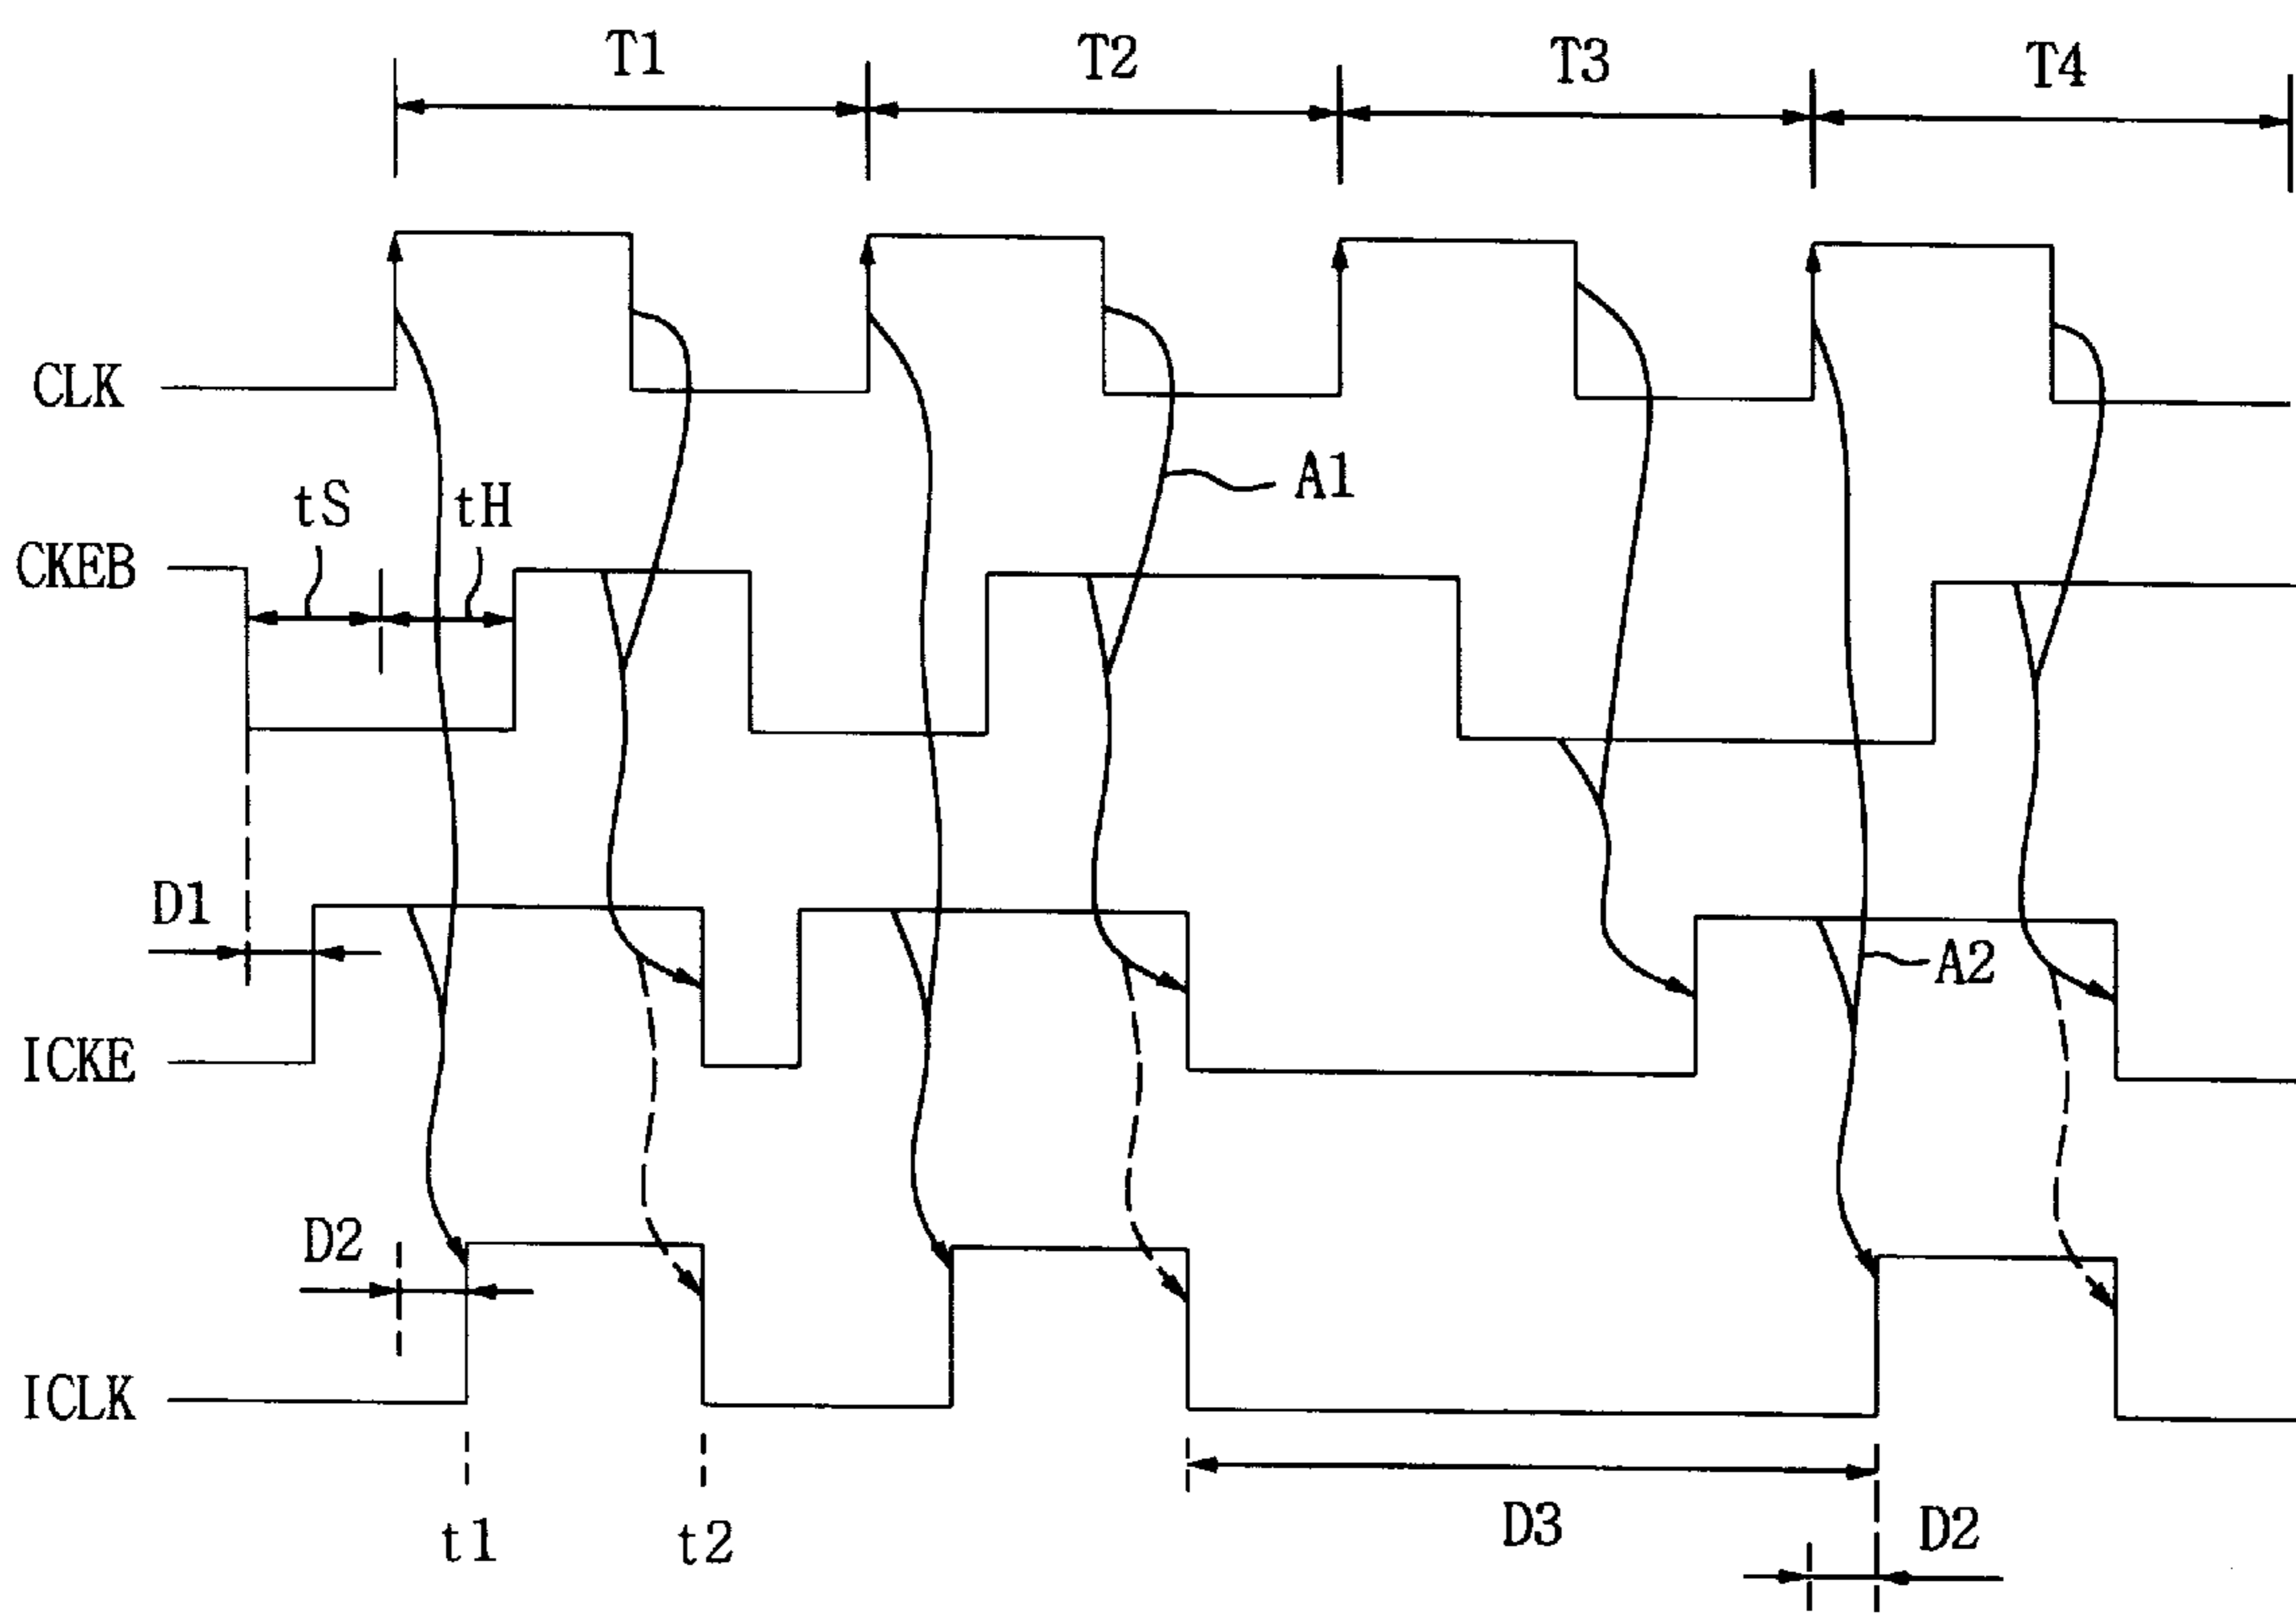 T1 T2 T3 T4
CLK
A1
tS tH
CKEB
D1
A2
ICKE
D2
ICLK
D3 D2
t1 t2